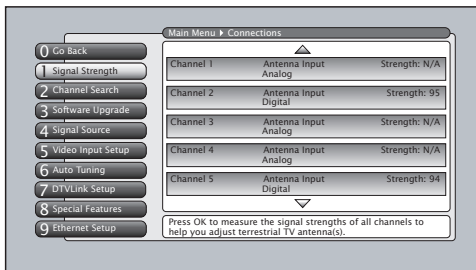 Main Menu ▸ Connections
0 Go Back
1 Signal Strength
2 Channel Search
3 Software Upgrade
4 Signal Source
5 Video Input Setup
6 Auto Tuning
7 DTVLink Setup
8 Special Features
9 Ethernet Setup
Channel 1 Antenna Input Strength: N/A
Analog
Channel 2 Antenna Input Strength: 95
Digital
Channel 3 Antenna Input Strength: N/A
Analog
Channel 4 Antenna Input Strength: N/A
Analog
Channel 5 Antenna Input Strength: 94
Digital
Press OK to measure the signal strengths of all channels to
help you adjust terrestrial TV antenna(s).